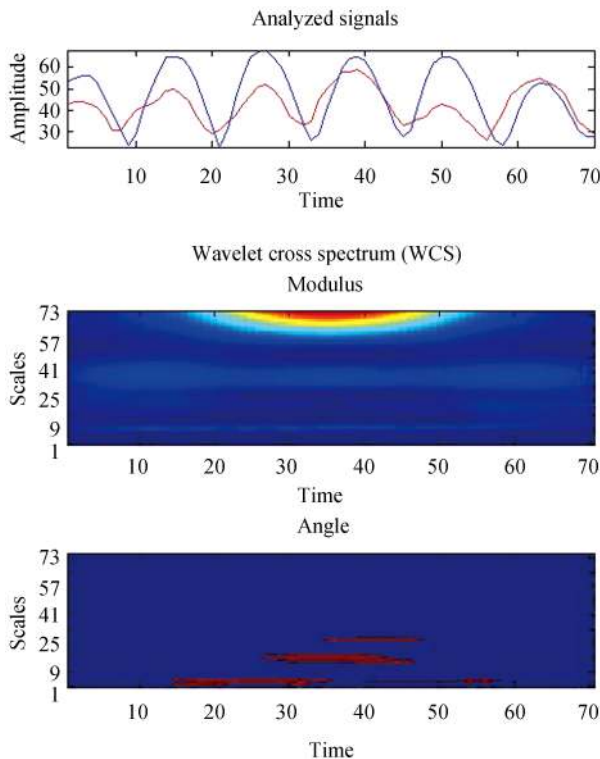 Analyzed signals
Amplitude
60
50
40
30
10 20 30 40 50 60 70
Time
Wavelet cross spectrum (WCS)
Modulus
Scales
73
57
41
25
9
1
10 20 30 40 50 60 70
Time
Angle
Scales
73
57
41
25
9
1
10 20 30 40 50 60 70
Time